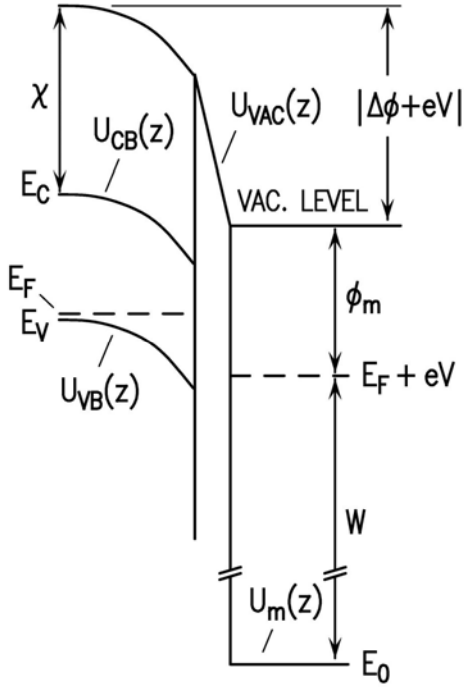 χ
U_CB(z)
U_VAC(z)
|Δϕ+eV|
E_C
VAC. LEVEL
E_F
E_V
ϕ_m
U_VB(z)
E_F + eV
W
U_m(z)
E_0